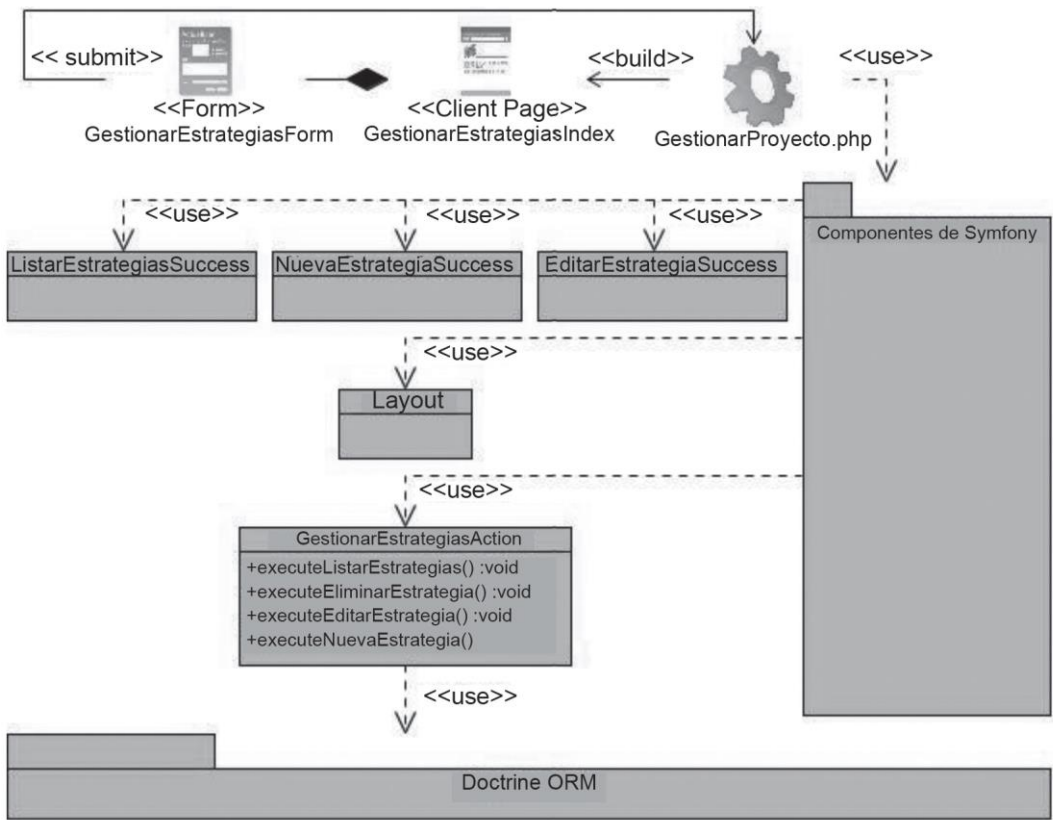 << submit>>
<<build>>
<<use>>
<<Form>>
GestionarEstrategiasForm
<<Client Page>>
GestionarEstrategiasIndex
GestionarProyecto.php
<<use>>
<<use>>
<<use>>
Componentes de Symfony
ListarEstrategiasSuccess
NuevaEstrategiaSuccess
EditarEstrategiaSuccess
<<use>>
Layout
<<use>>
GestionarEstrategiasAction
+executeListarEstrategias() :void
+executeEliminarEstrategia() :void
+executeEditarEstrategia() :void
+executeNuevaEstrategia()
<<use>>
Doctrine ORM